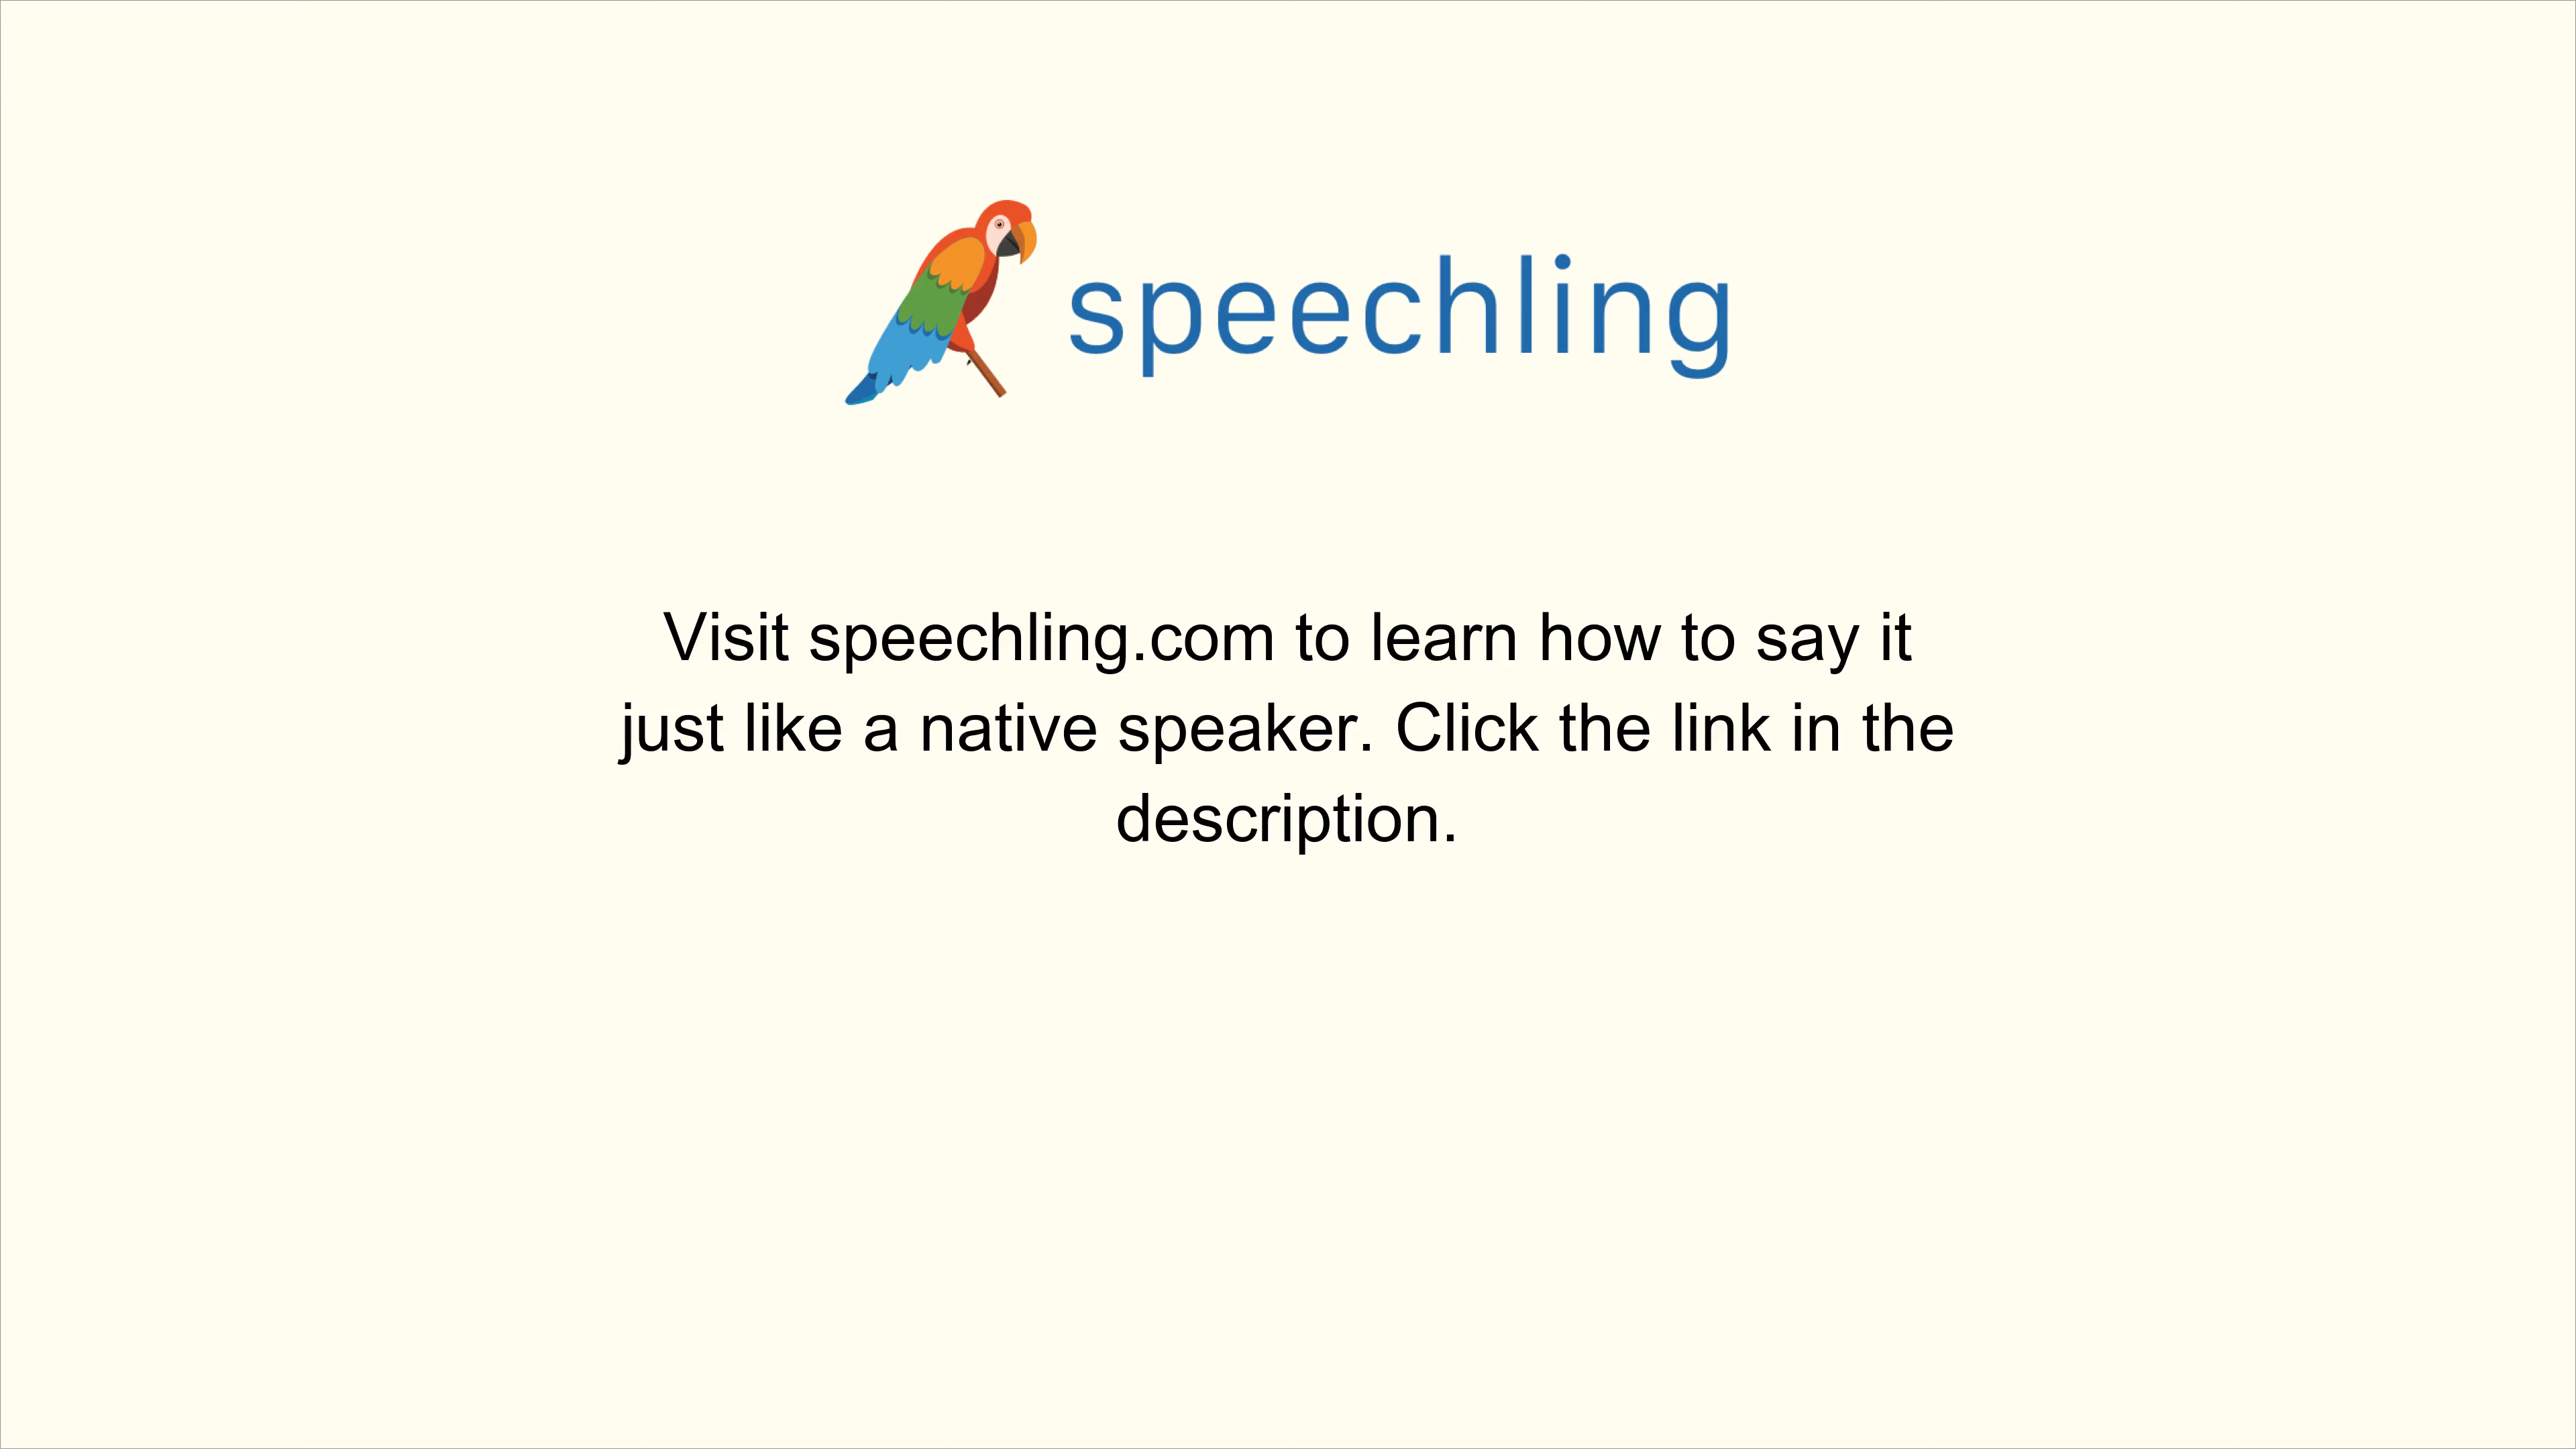 speechling
Visit speechling.com to learn how to say it
just like a native speaker. Click the link in the
description.